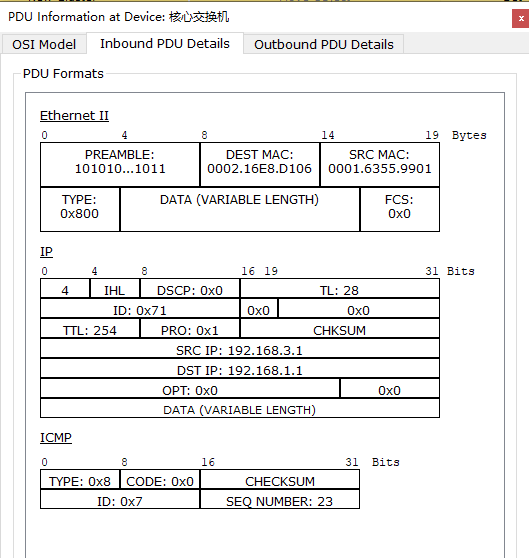 PDU Information at Device: 核心交换机
x
OSI Model Inbound PDU Details Outbound PDU Details
PDU Formats
Ethernet II
0 4 8 14 19 Bytes
PREAMBLE: 101010...1011 DEST MAC: 0002.16E8.D106 SRC MAC: 0001.6355.9901
TYPE: 0x800 DATA (VARIABLE LENGTH) FCS: 0x0
IP
0 4 8 16 19 31 Bits
4 IHL DSCP: 0x0 TL: 28
ID: 0x71 0x0 0x0
TTL: 254 PRO: 0x1 CHKSUM
SRC IP: 192.168.3.1
DST IP: 192.168.1.1
OPT: 0x0 0x0
DATA (VARIABLE LENGTH)
ICMP
0 8 16 31 Bits
TYPE: 0x8 CODE: 0x0 CHECKSUM
ID: 0x7 SEQ NUMBER: 23